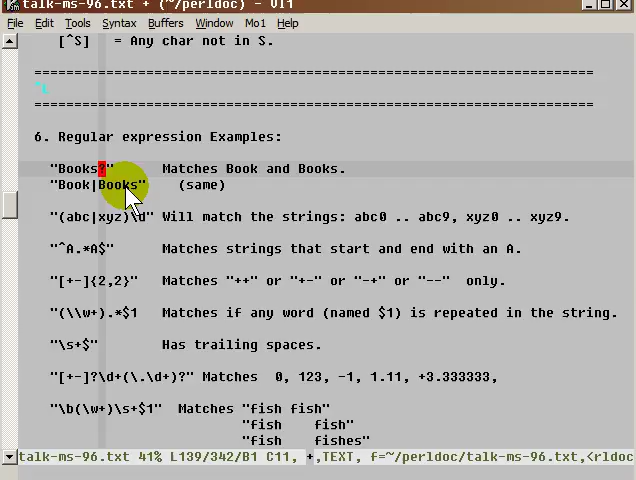 talk-ms-96.txt + (~/perldoc) - VI1
File Edit Tools Syntax Buffers Window Mo1 Help
[^S] = Any char not in S.
======================================================================
^L
======================================================================
6. Regular expression Examples:
"Books?" Matches Book and Books.
"Book|Books" (same)
"(abc|xyz)\d" Will match the strings: abc0 .. abc9, xyz0 .. xyz9.
"^A.*A$" Matches strings that start and end with an A.
"[+-]{2,2}" Matches "++" or "+-" or "-+" or "--" only.
"(\\w+).*$1 Matches if any word (named $1) is repeated in the string.
"\s+$" Has trailing spaces.
"[+-]?\d+(\.\d+)?" Matches 0, 123, -1, 1.11, +3.333333,
"\b(\w+)\s+$1" Matches "fish fish"
"fish fish"
"fish fishes"
talk-ms-96.txt 41% L139/342/B1 C11, +,TEXT, f=~/perldoc/talk-ms-96.txt,<rldoc